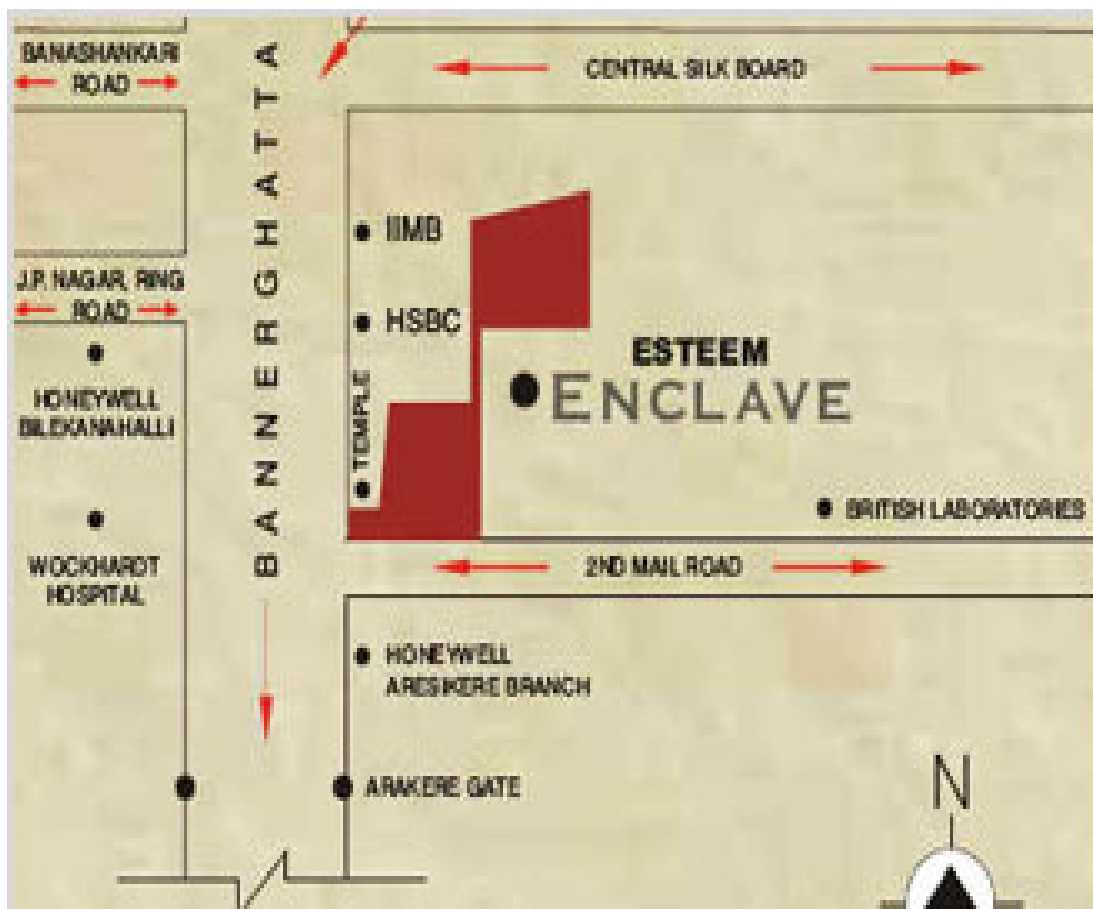 BANASHANKARI
ROAD
CENTRAL SILK BOARD
BANNERGHATTA
IIMB
J.P. NAGAR, RING
ROAD
HSBC
HONEYWELL
BILEKANAHALLI
TEMPLE
ESTEEM
ENCLAVE
BRITISH LABORATORIES
WOCKHARDT
HOSPITAL
2ND MAIL ROAD
HONEYWELL
ARESIKERE BRANCH
ARAKERE GATE
N